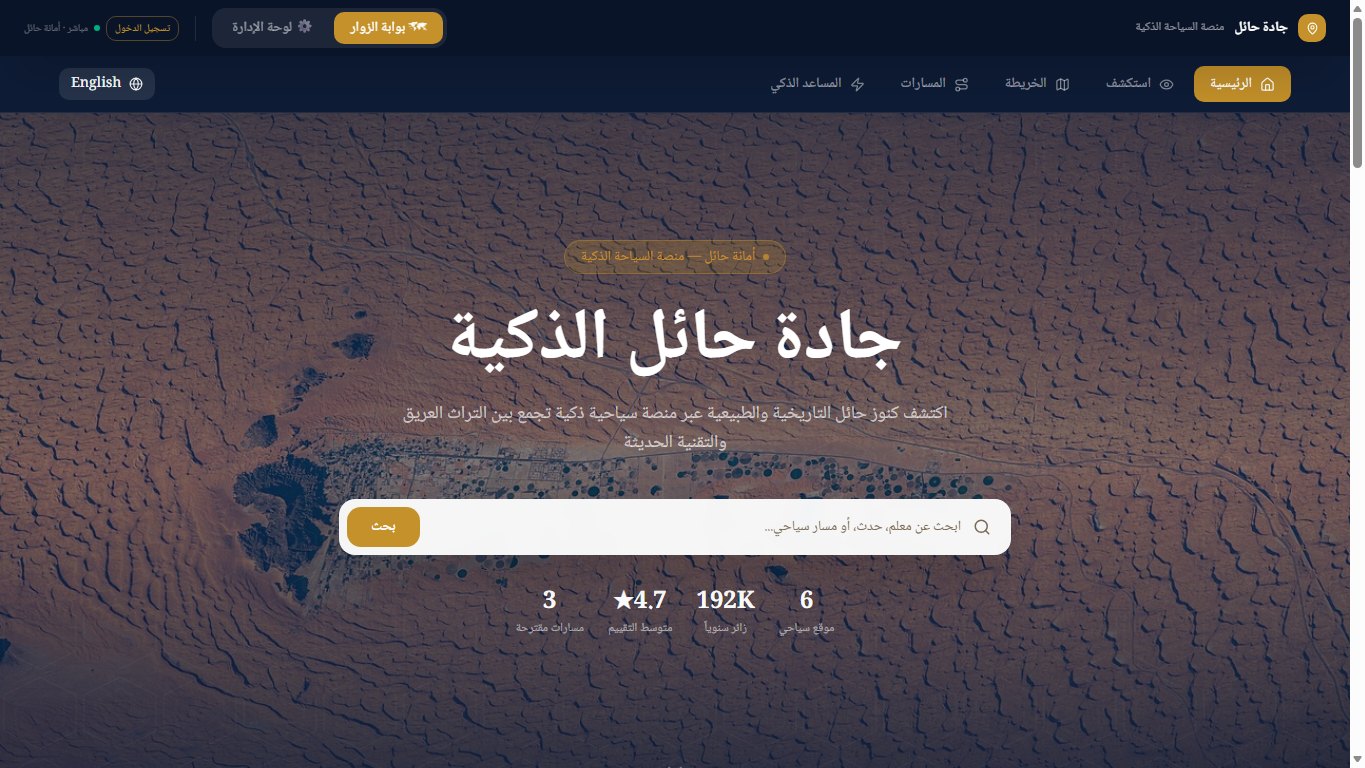 جادة حائل منصة السياحة الذكية
بوابة الزوار لوحة الإدارة
تسجيل الدخول مباشر · أمانة حائل
الرئيسية استكشف الخريطة المسارات المساعد الذكي
English
أمانة حائل — منصة السياحة الذكية
جادة حائل الذكية
اكتشف كنوز حائل التاريخية والطبيعية عبر منصة سياحية ذكية تجمع بين التراث العريق
والتقنية الحديثة
ابحث عن معلم، حدث، أو مسار سياحي...
بحث
6 192K 4.7★ 3
موقع سياحي زائر سنوياً متوسط التقييم مسارات مقترحة